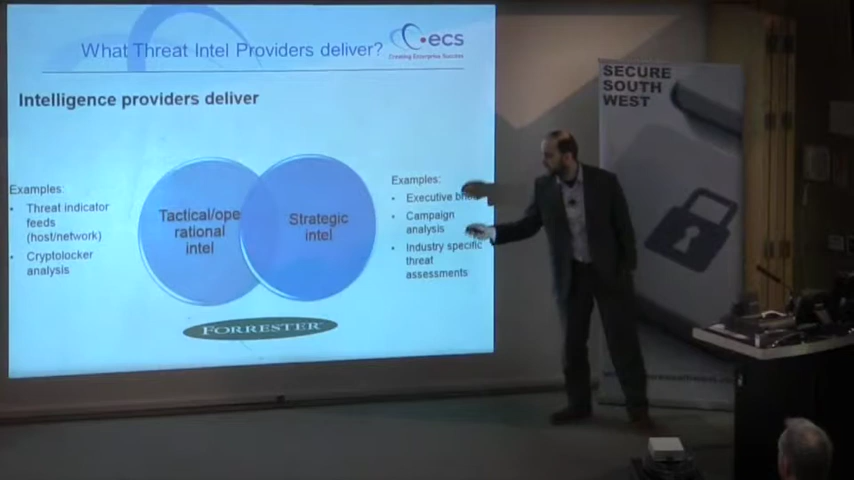 What Threat Intel Providers deliver?
ecs
Creating Enterprise Success
Intelligence providers deliver
Examples:
• Threat indicator
feeds
(host/network)
• Cryptolocker
analysis
Tactical/ope
rational
intel
Strategic
intel
Examples:
• Executive
• Campaign
analysis
• Industry specific
threat
assessments
FORRESTER
SECURE
SOUTH
WEST